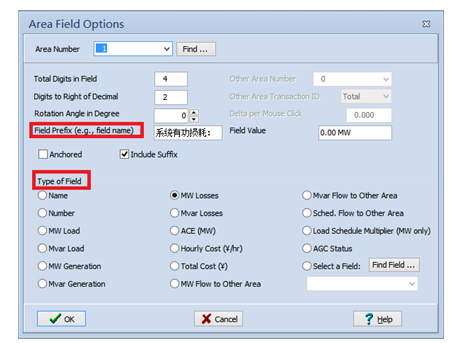 Area Field Options
Area Number 1 Find ...
Total Digits in Field 4 Other Area Number 0
Digits to Right of Decimal 2 Other Area Transaction ID Total
Rotation Angle in Degree 0 Delta per Mouse Click 0.000
Field Prefix (e.g., field name) 系统有功损耗: Field Value 0.00 MW
Anchored Include Suffix
Type of Field
Name MW Losses Mvar Flow to Other Area
Number Mvar Losses Sched. Flow to Other Area
MW Load ACE (MW) Load Schedule Multiplier (MW only)
Mvar Load Hourly Cost (¥/hr) AGC Status
MW Generation Total Cost (¥) Select a Field: Find Field ...
Mvar Generation MW Flow to Other Area
OK Cancel Help